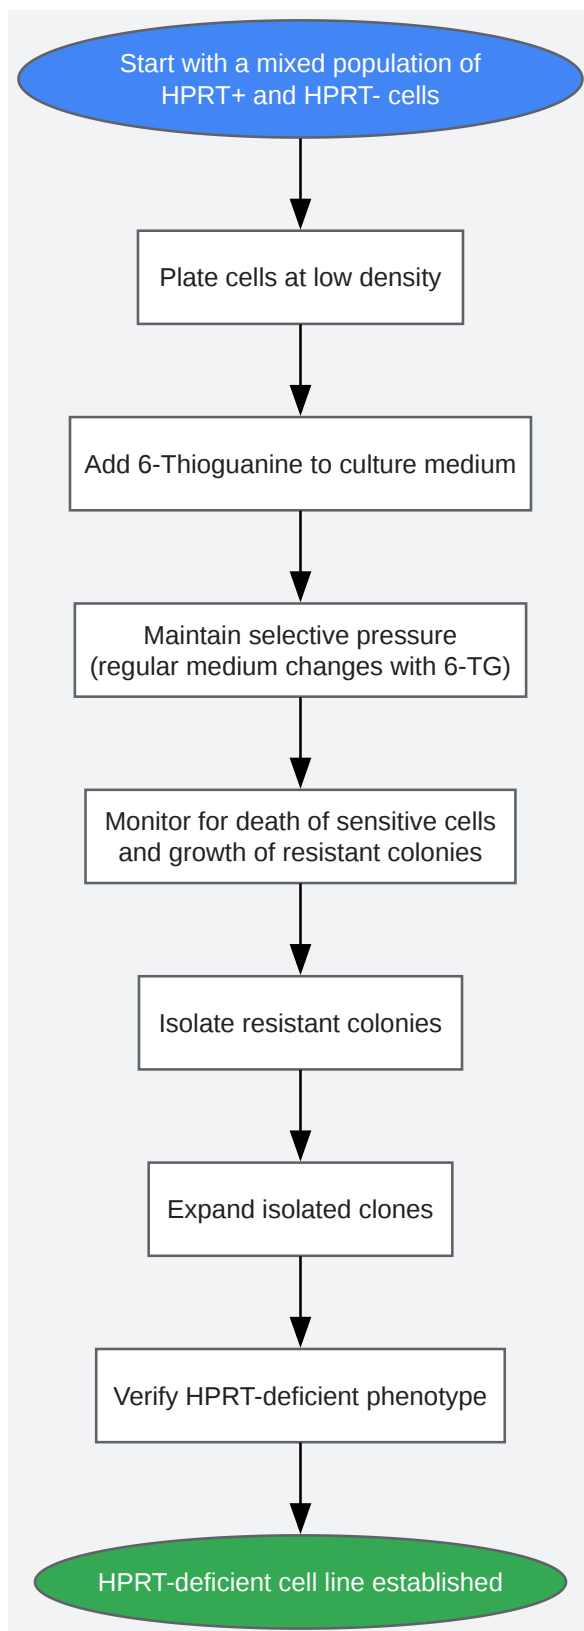 Start with a mixed population of
HPRT+ and HPRT- cells
Plate cells at low density
Add 6-Thioguanine to culture medium
Maintain selective pressure
(regular medium changes with 6-TG)
Monitor for death of sensitive cells
and growth of resistant colonies
Isolate resistant colonies
Expand isolated clones
Verify HPRT-deficient phenotype
HPRT-deficient cell line established